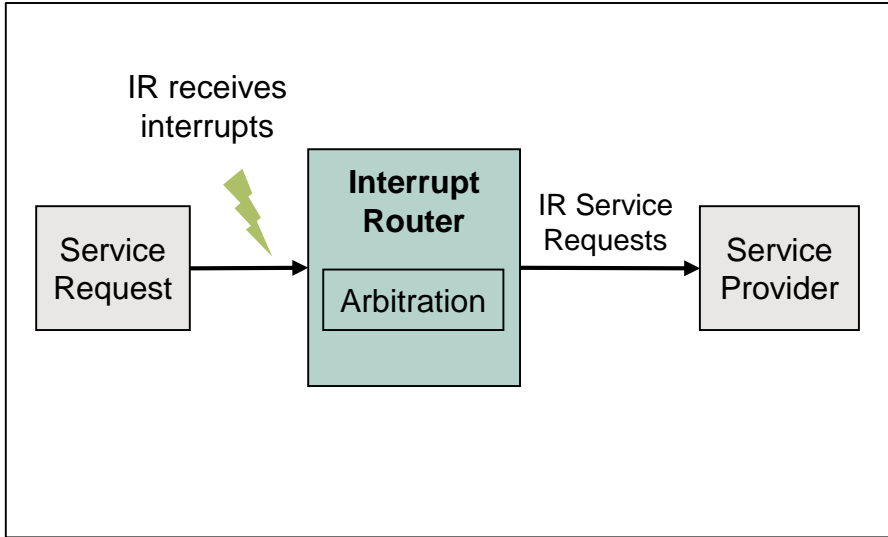 IR receives
interrupts
Interrupt
Router
Arbitration
Service
Request
IR Service
Requests
Service
Provider